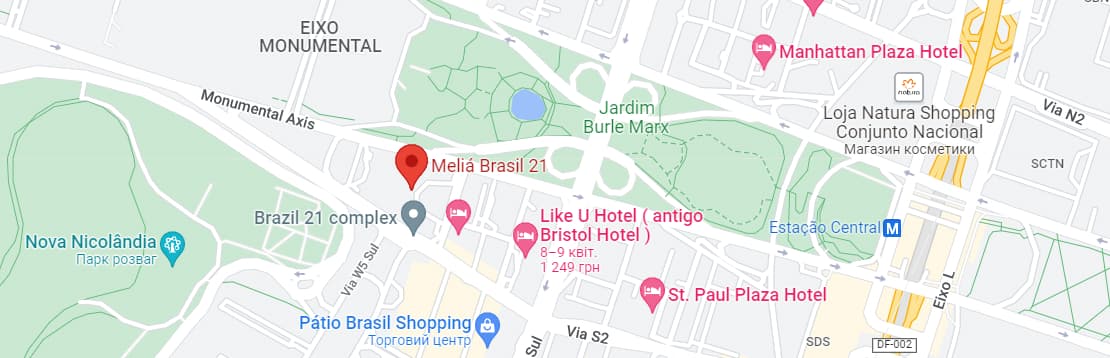 EIXO
MONUMENTAL
Manhattan Plaza Hotel
natura
Loja Natura Shopping
Conjunto Nacional
Магазин косметики
Via N2
Monumental Axis
Jardim
Burle Marx
SCTN
Meliá Brasil 21
Brazil 21 complex
Like U Hotel ( antigo
Bristol Hotel )
8–9 квіт.
1 249 грн
Estação Central
M
Nova Nicolândia
Парк розваг
Via W5 Sul
St. Paul Plaza Hotel
Eixo L
Pátio Brasil Shopping
Торговий центр
Via S2
Sul
SDS
DF-002